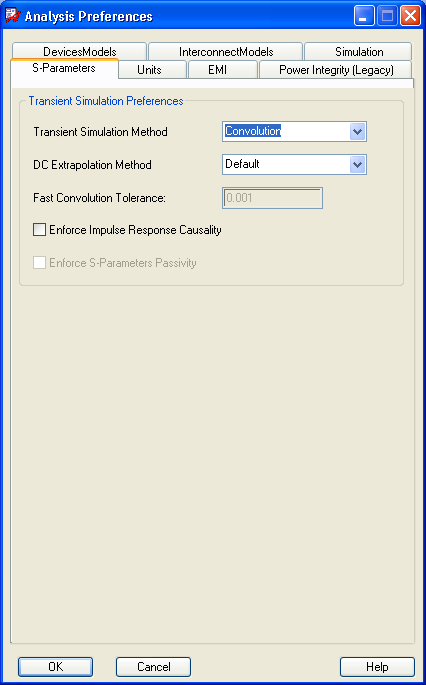 Analysis Preferences
DevicesModels InterconnectModels Simulation
S-Parameters Units EMI Power Integrity (Legacy)
Transient Simulation Preferences
Transient Simulation Method Convolution
DC Extrapolation Method Default
Fast Convolution Tolerance: 0.001
Enforce Impulse Response Causality
Enforce S-Parameters Passivity
OK Cancel Help